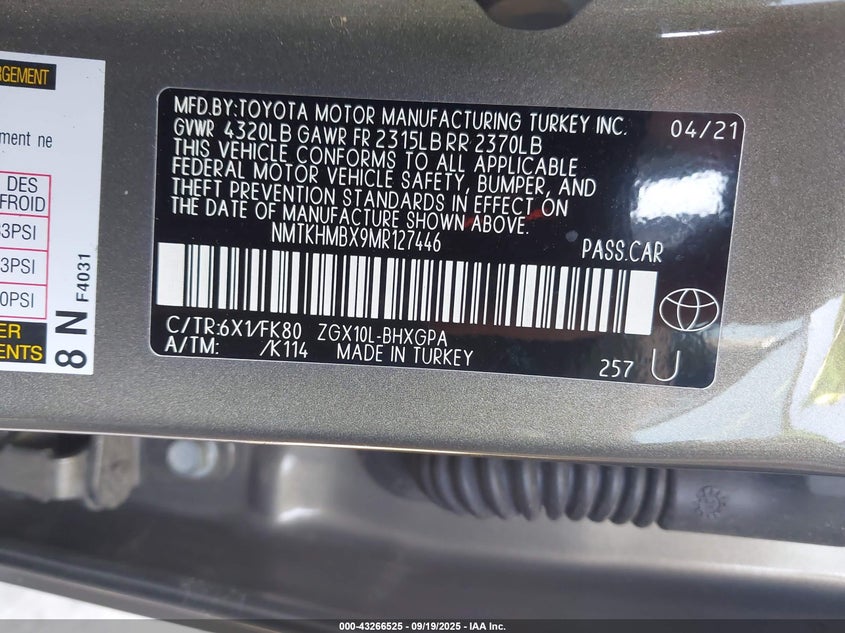 RGEMENT
ment ne
DES
FROID
3PSI
3PSI
0PSI
8 N F4031
MFD.BY:TOYOTA MOTOR MANUFACTURING TURKEY INC. 04/21
GVWR 4320LB GAWR FR 2315LB RR 2370LB
THIS VEHICLE CONFORMS TO ALL APPLICABLE
FEDERAL MOTOR VEHICLE SAFETY, BUMPER, AND
THEFT PREVENTION STANDARDS IN EFFECT ON
THE DATE OF MANUFACTURE SHOWN ABOVE.
NMTKHMBX9MR127446 PASS.CAR
C/TR:6X1/FK80 ZGX10L-BHXGPA
A/TM: /K114 MADE IN TURKEY
257 U
ER
ENTS
000-43266525 - 09/19/2025 - IAA Inc.